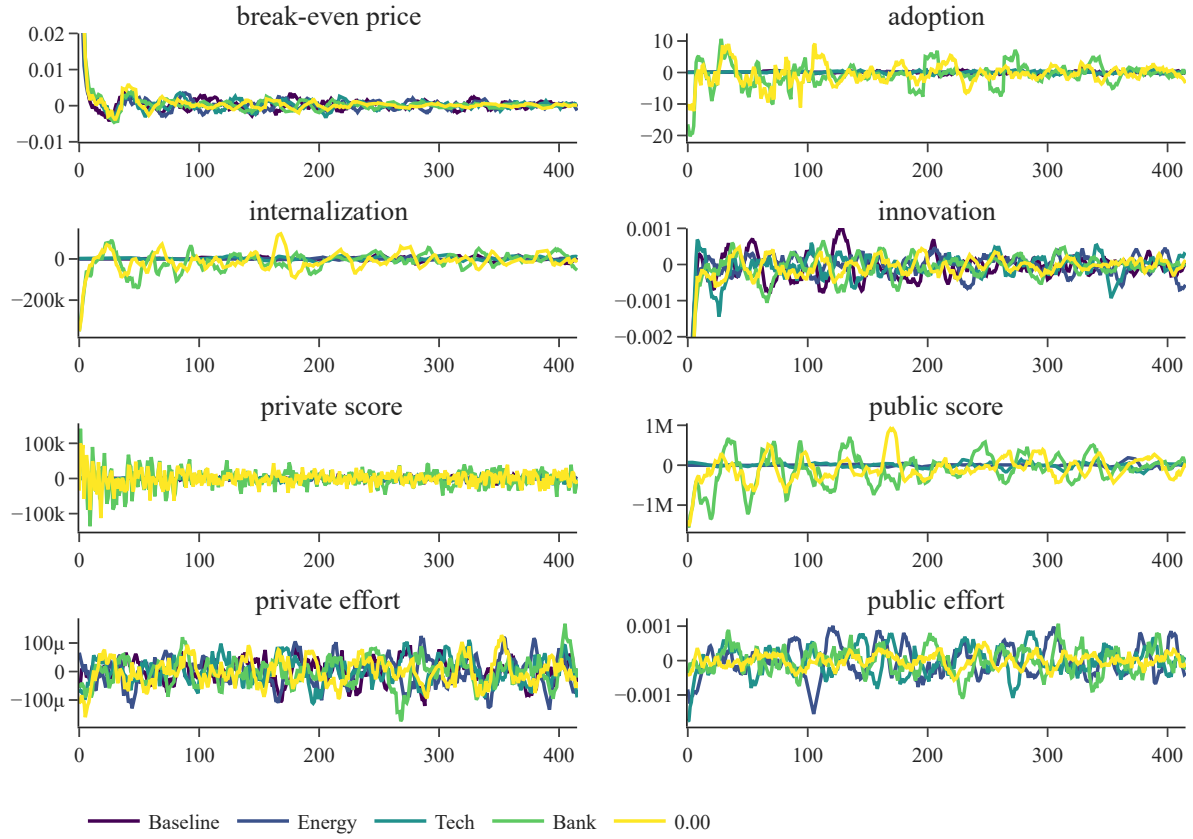 break-even price
adoption
0.02
0.01
0
−0.01
0 100 200 300 400
10
0
−10
−20
0 100 200 300 400
internalization
innovation
0
−200k
0 100 200 300 400
0.001
0
−0.001
−0.002
0 100 200 300 400
private score
public score
100k
0
−100k
0 100 200 300 400
1M
0
−1M
0 100 200 300 400
private effort
public effort
100μ
0
−100μ
0 100 200 300 400
0.001
0
−0.001
0 100 200 300 400
Baseline Energy Tech Bank 0.00